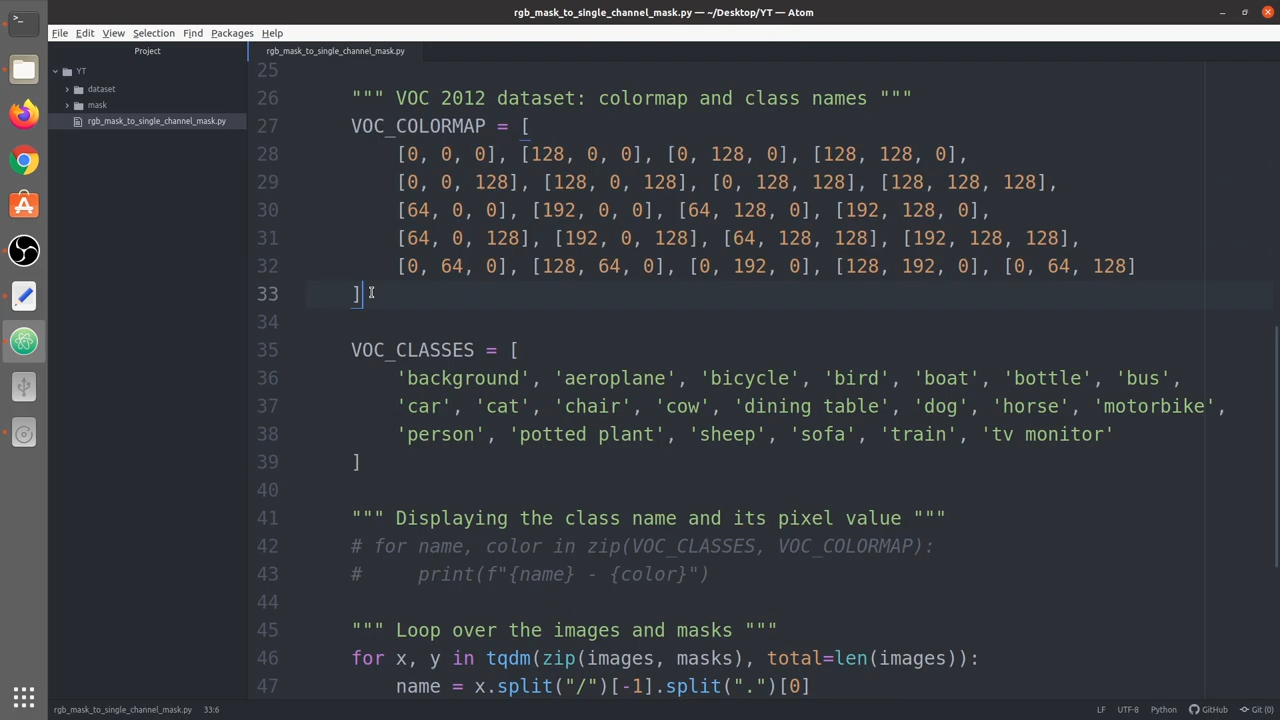 rgb_mask_to_single_channel_mask.py — ~/Desktop/YT — Atom
File Edit View Selection Find Packages Help
Project
rgb_mask_to_single_channel_mask.py
YT
dataset
mask
rgb_mask_to_single_channel_mask.py
25
26 """ VOC 2012 dataset: colormap and class names """
27 VOC_COLORMAP = [
28 [0, 0, 0], [128, 0, 0], [0, 128, 0], [128, 128, 0],
29 [0, 0, 128], [128, 0, 128], [0, 128, 128], [128, 128, 128],
30 [64, 0, 0], [192, 0, 0], [64, 128, 0], [192, 128, 0],
31 [64, 0, 128], [192, 0, 128], [64, 128, 128], [192, 128, 128],
32 [0, 64, 0], [128, 64, 0], [0, 192, 0], [128, 192, 0], [0, 64, 128]
33 ]
34
35 VOC_CLASSES = [
36 'background', 'aeroplane', 'bicycle', 'bird', 'boat', 'bottle', 'bus',
37 'car', 'cat', 'chair', 'cow', 'dining table', 'dog', 'horse', 'motorbike',
38 'person', 'potted plant', 'sheep', 'sofa', 'train', 'tv monitor'
39 ]
40
41 """ Displaying the class name and its pixel value """
42 # for name, color in zip(VOC_CLASSES, VOC_COLORMAP):
43 #     print(f"{name} - {color}")
44
45 """ Loop over the images and masks """
46 for x, y in tqdm(zip(images, masks), total=len(images)):
47 name = x.split("/")[-1].split(".")[0]
rgb_mask_to_single_channel_mask.py 33:6 LF UTF-8 Python GitHub Git (0)